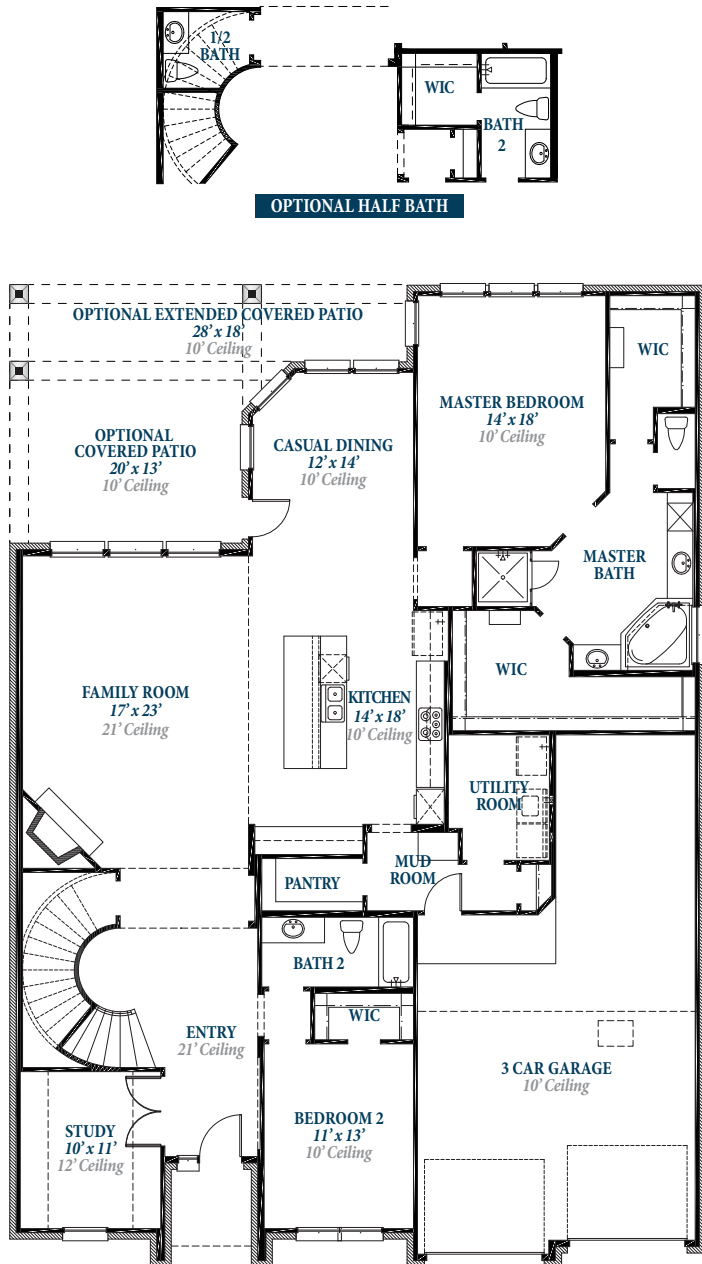 1/2
BATH
WIC
BATH
2
OPTIONAL HALF BATH
OPTIONAL EXTENDED COVERED PATIO
28' x 18'
10' Ceiling
WIC
MASTER BEDROOM
14' x 18'
10' Ceiling
OPTIONAL
COVERED PATIO
20' x 13'
10' Ceiling
CASUAL DINING
12' x 14'
10' Ceiling
MASTER
BATH
FAMILY ROOM
17' x 23'
21' Ceiling
KITCHEN
14' x 18'
10' Ceiling
WIC
UTILITY
ROOM
MUD
ROOM
PANTRY
BATH 2
WIC
ENTRY
21' Ceiling
3 CAR GARAGE
10' Ceiling
STUDY
10' x 11'
12' Ceiling
BEDROOM 2
11' x 13'
10' Ceiling